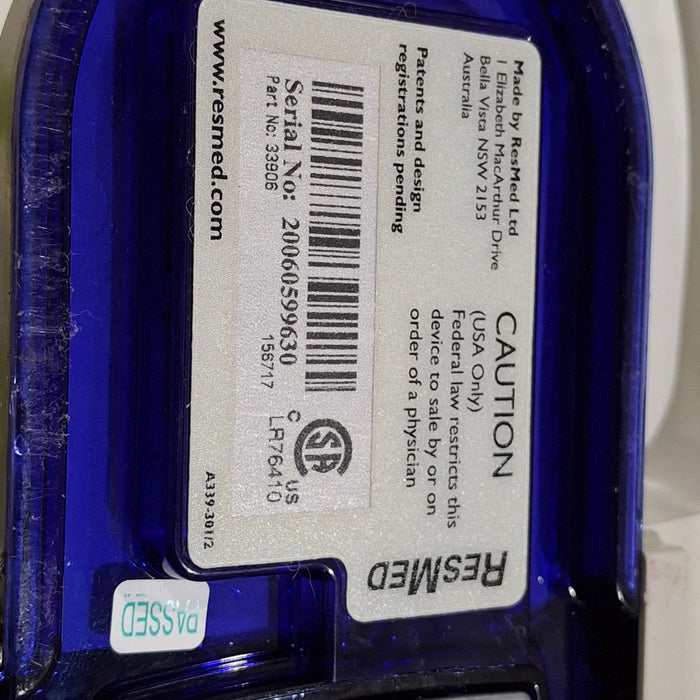 Made by ResMed Ltd
1 Elizabeth MacArthur Drive
Bella Vista NSW 2153
Australia
Patents and design
registrations pending
CAUTION
(USA Only)
Federal law restricts this
device to sale by or on
order of a physician
Serial No: 20060599630
Part No: 33906
156717
C US
LR76410
www.resmed.com
A339-301/2
RESMED
PASSED